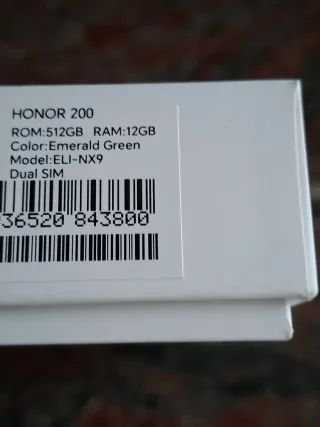 HONOR 200
ROM:512GB RAM:12GB
Color:Emerald Green
Model:ELI-NX9
Dual SIM
36520 843800